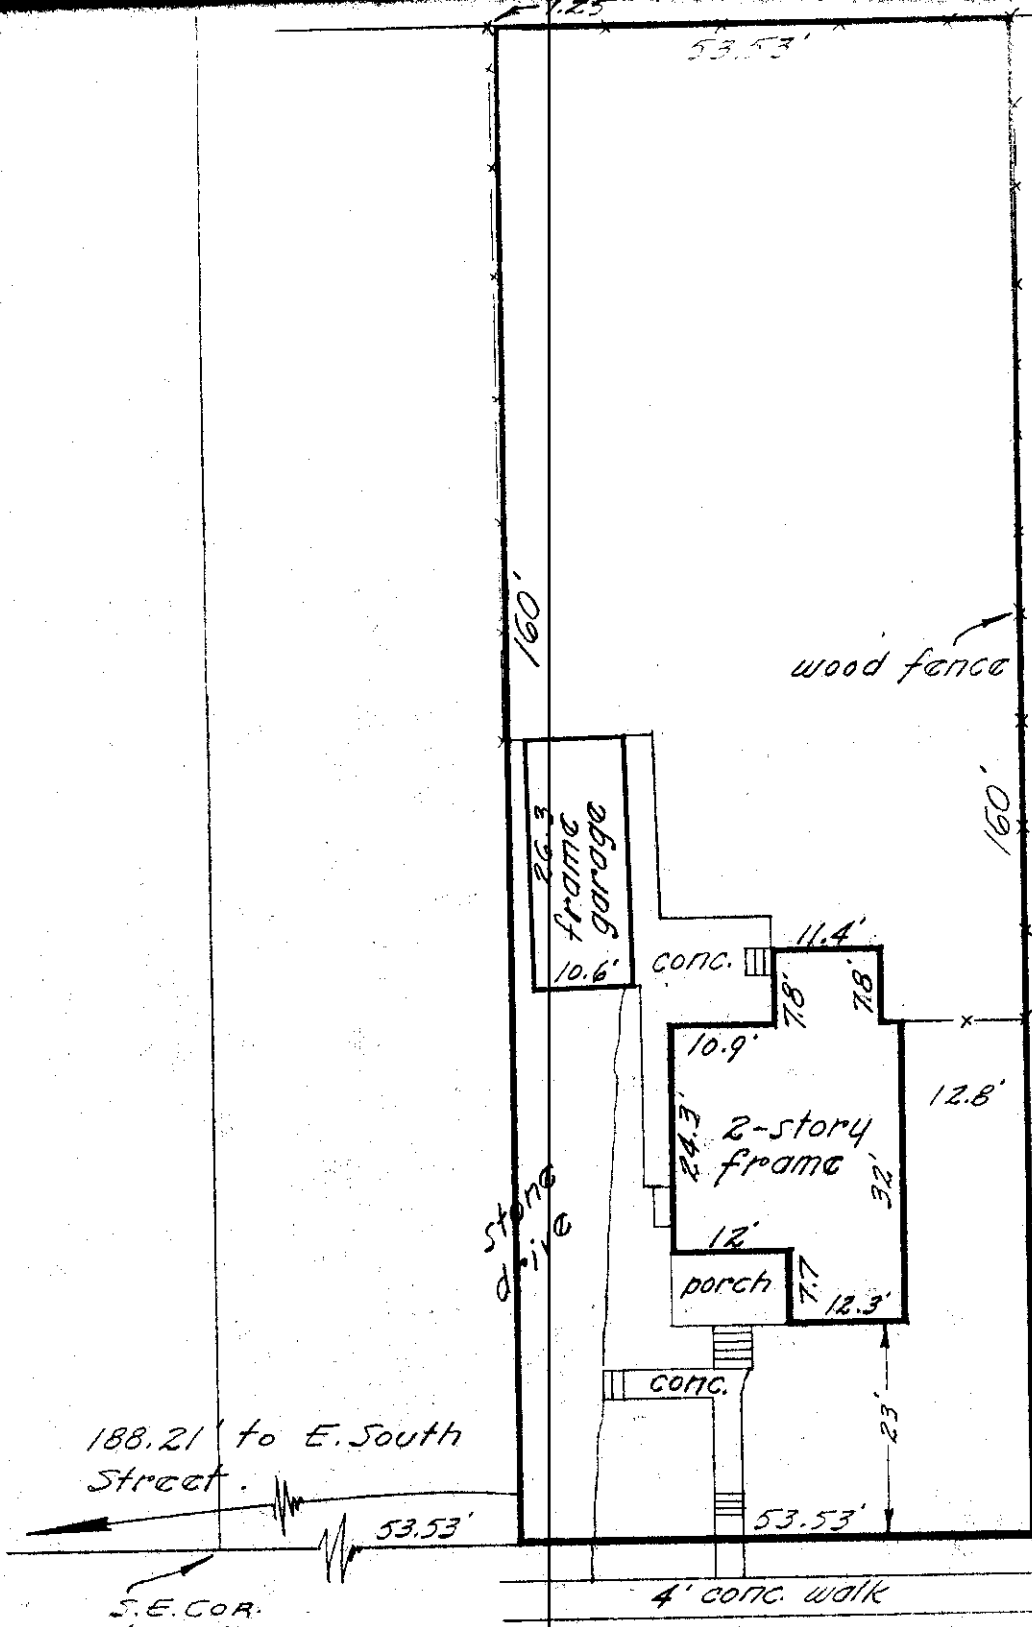 1.25
53.53'
160'
wood fence
160'
26.3
frame
garage
10.6'
conc.
11.4'
7.8'
7.8'
10.9'
12.8'
24.3'
2-story
frame
32'
stone
drive
12'
porch
7.7
12.3'
conc.
23'
188.21' to E. South
Street.
53.53'
53.53'
S.E. COR.
4' conc. walk